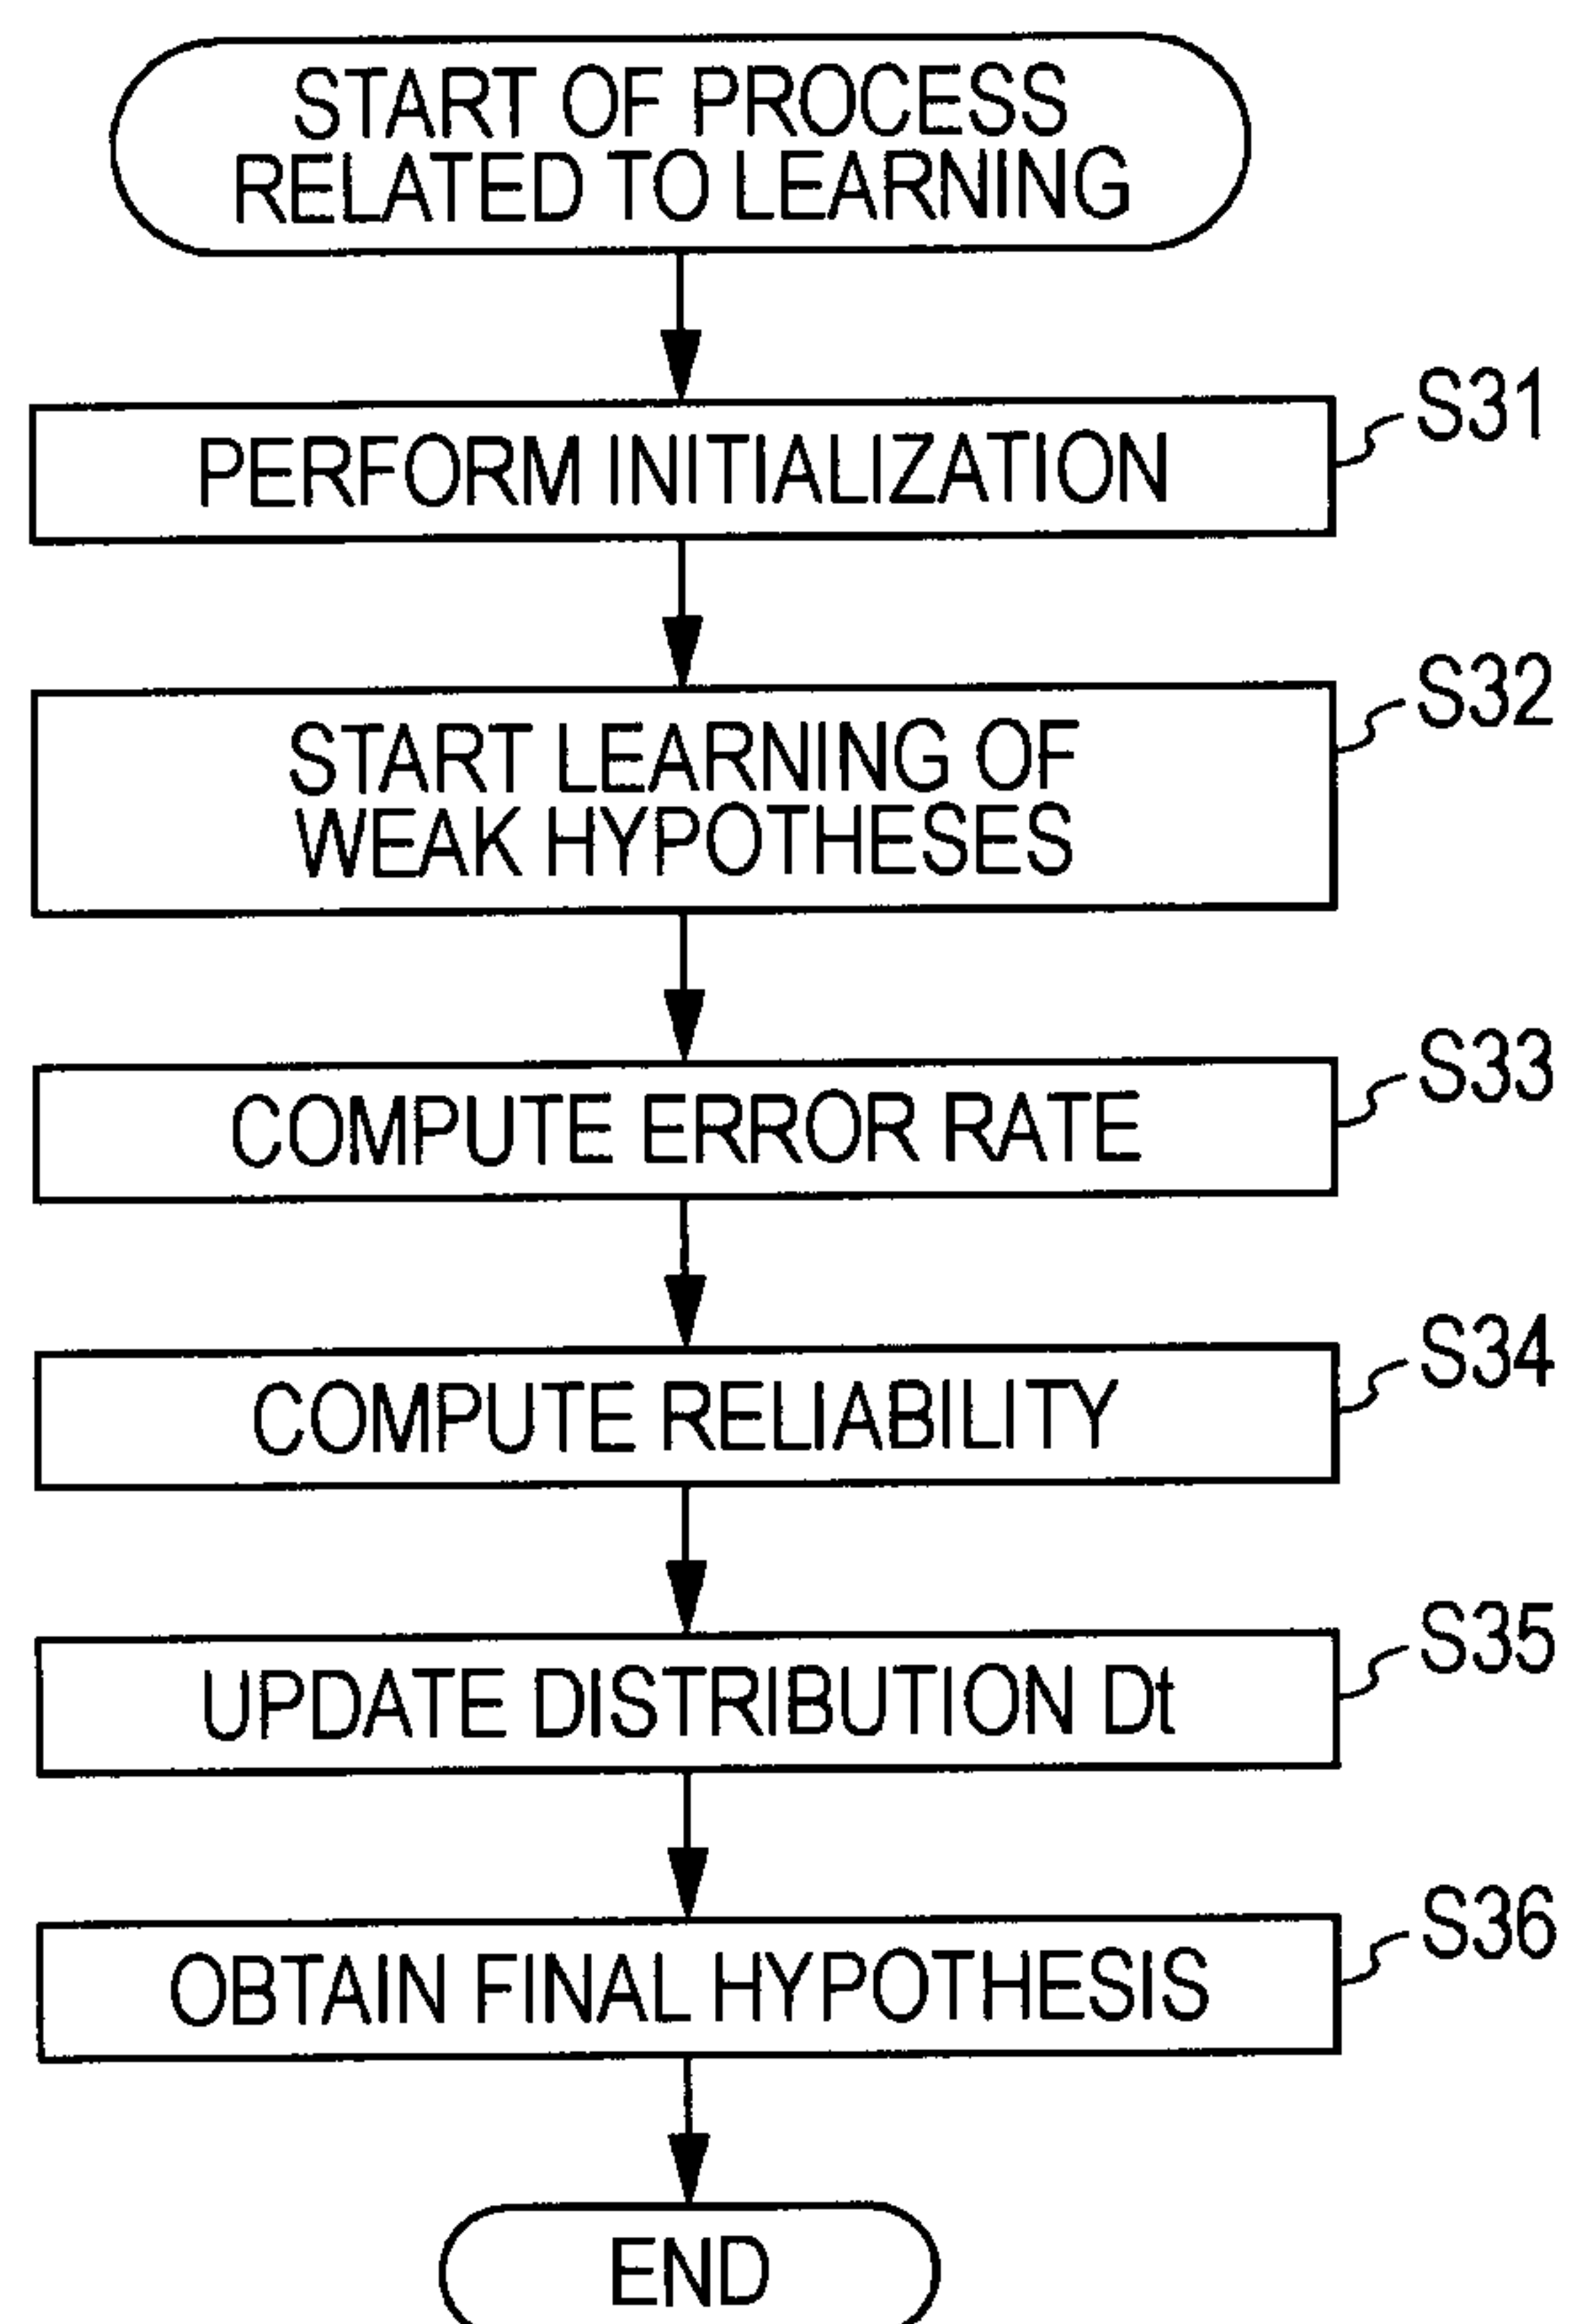 START OF PROCESS
RELATED TO LEARNING
S31
PERFORM INITIALIZATION
S32
START LEARNING OF
WEAK HYPOTHESES
S33
COMPUTE ERROR RATE
S34
COMPUTE RELIABILITY
S35
UPDATE DISTRIBUTION Dt
S36
OBTAIN FINAL HYPOTHESIS
END